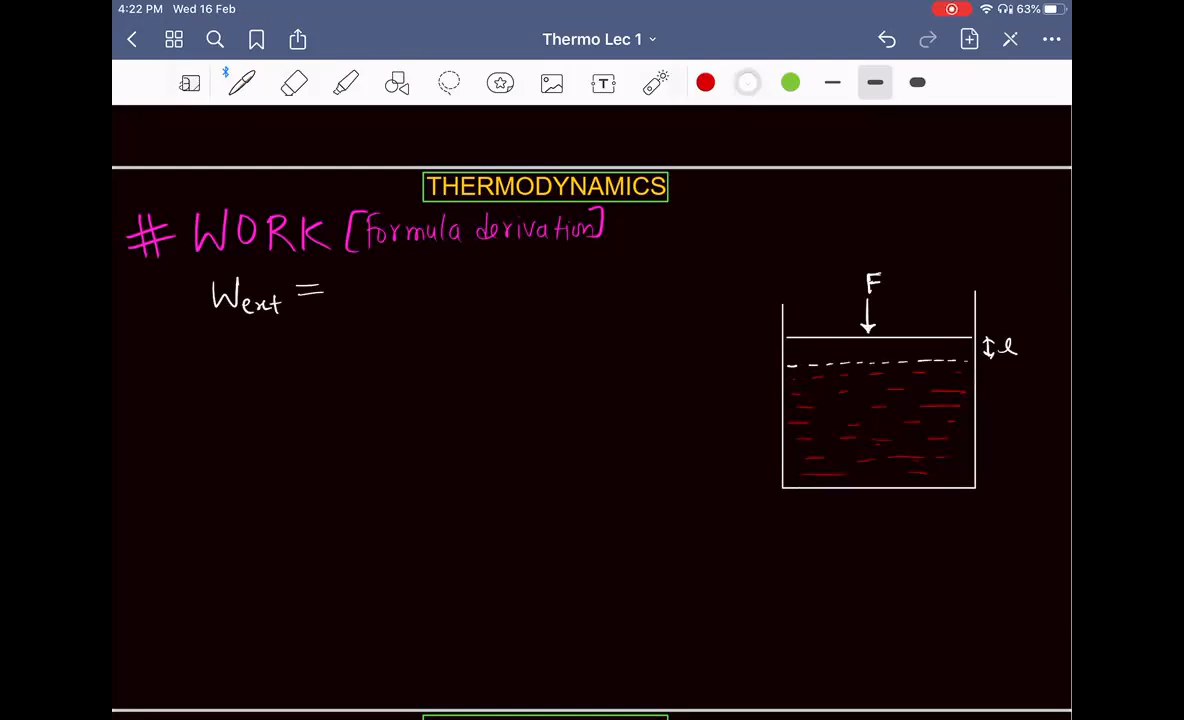 4:22 PM Wed 16 Feb
63%
Thermo Lec 1
T
THERMODYNAMICS
# WORK [Formula derivation]
Wext =
F
l